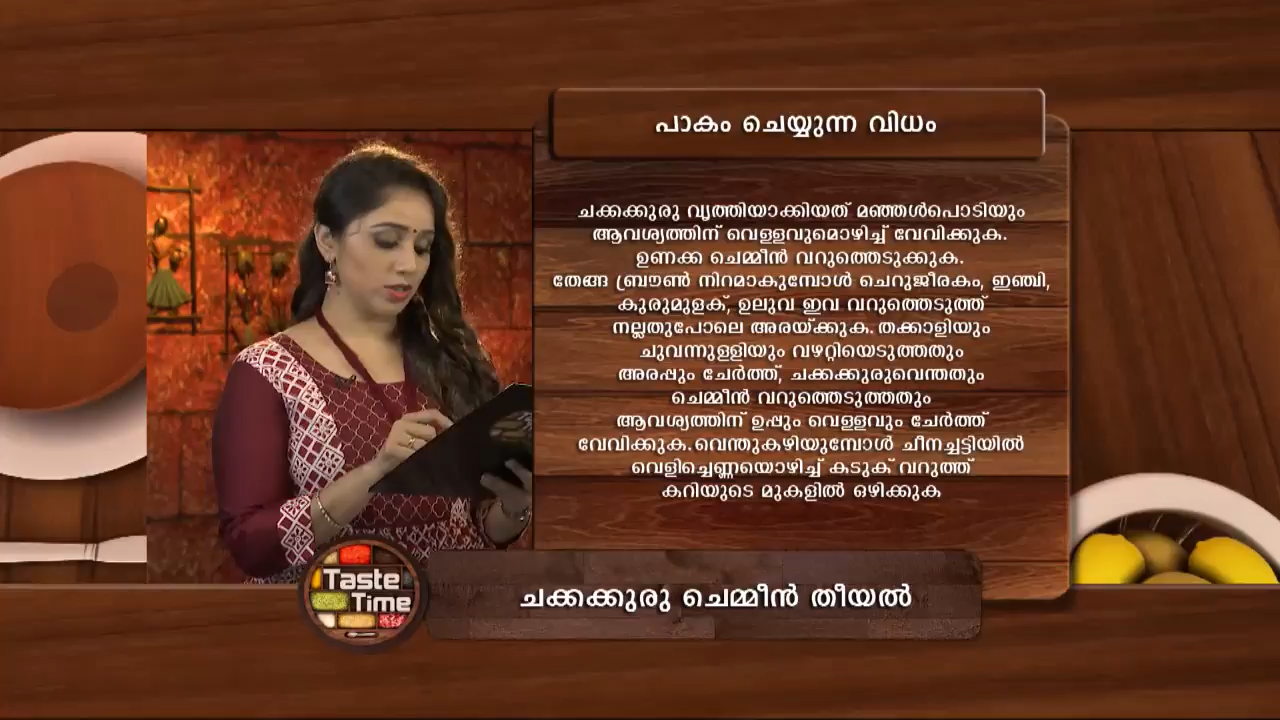 പാകം ചെയ്യുന്ന വിധം
ചക്കക്കുരു വൃത്തിയാക്കിയത് മഞ്ഞൾപൊടിയും
ആവശ്യത്തിന് വെള്ളവുമൊഴിച്ച് വേവിക്കുക.
ഉണക്ക ചെമ്മീൻ വറുത്തെടുക്കുക.
തേങ്ങ ബ്രൗൺ നിറമാകുമ്പോൾ ചെറുജീരകം, ഇഞ്ചി,
കുരുമുളക്, ഉലുവ ഇവ വറുത്തെടുത്ത്
നല്ലതുപോലെ അരയ്ക്കുക. തക്കാളിയും
ചുവന്നുള്ളിയും വഴറ്റിയെടുത്തതും
അരപ്പും ചേർത്ത്, ചക്കക്കുരുവെന്തതും
ചെമ്മീൻ വറുത്തെടുത്തതും
ആവശ്യത്തിന് ഉപ്പും വെള്ളവും ചേർത്ത്
വേവിക്കുക. വെന്തുകഴിയുമ്പോൾ ചീനച്ചട്ടിയിൽ
വെളിച്ചെണ്ണയൊഴിച്ച് കടുക് വറുത്ത്
കറിയുടെ മുകളിൽ ഒഴിക്കുക
Taste
Time
ചക്കക്കുരു ചെമ്മീൻ തീയൽ